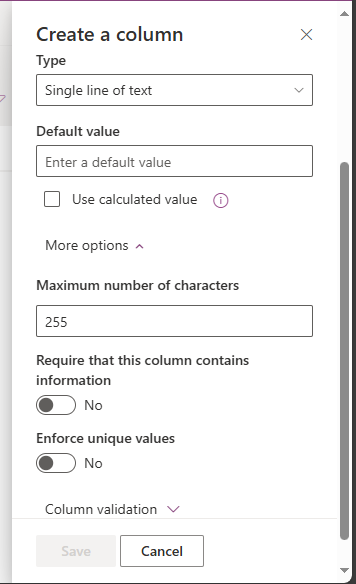 Create a column
Type
Single line of text
Default value
Enter a default value
Use calculated value
More options
Maximum number of characters
255
Require that this column contains
information
No
Enforce unique values
No
Column validation
Save
Cancel